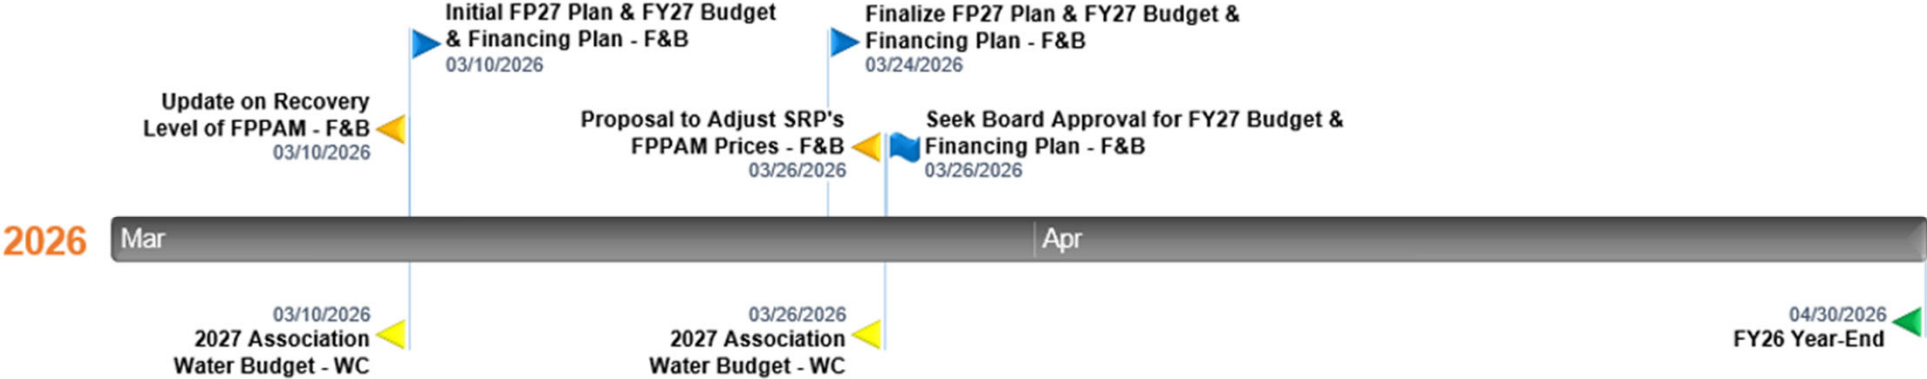 Initial FP27 Plan & FY27 Budget
& Financing Plan - F&B
03/10/2026
Finalize FP27 Plan & FY27 Budget &
Financing Plan - F&B
03/24/2026
Update on Recovery
Level of FPPAM - F&B
03/10/2026
Proposal to Adjust SRP's
FPPAM Prices - F&B
03/26/2026
Seek Board Approval for FY27 Budget &
Financing Plan - F&B
03/26/2026
2026
Mar
Apr
03/10/2026
2027 Association
Water Budget - WC
03/26/2026
2027 Association
Water Budget - WC
04/30/2026
FY26 Year-End